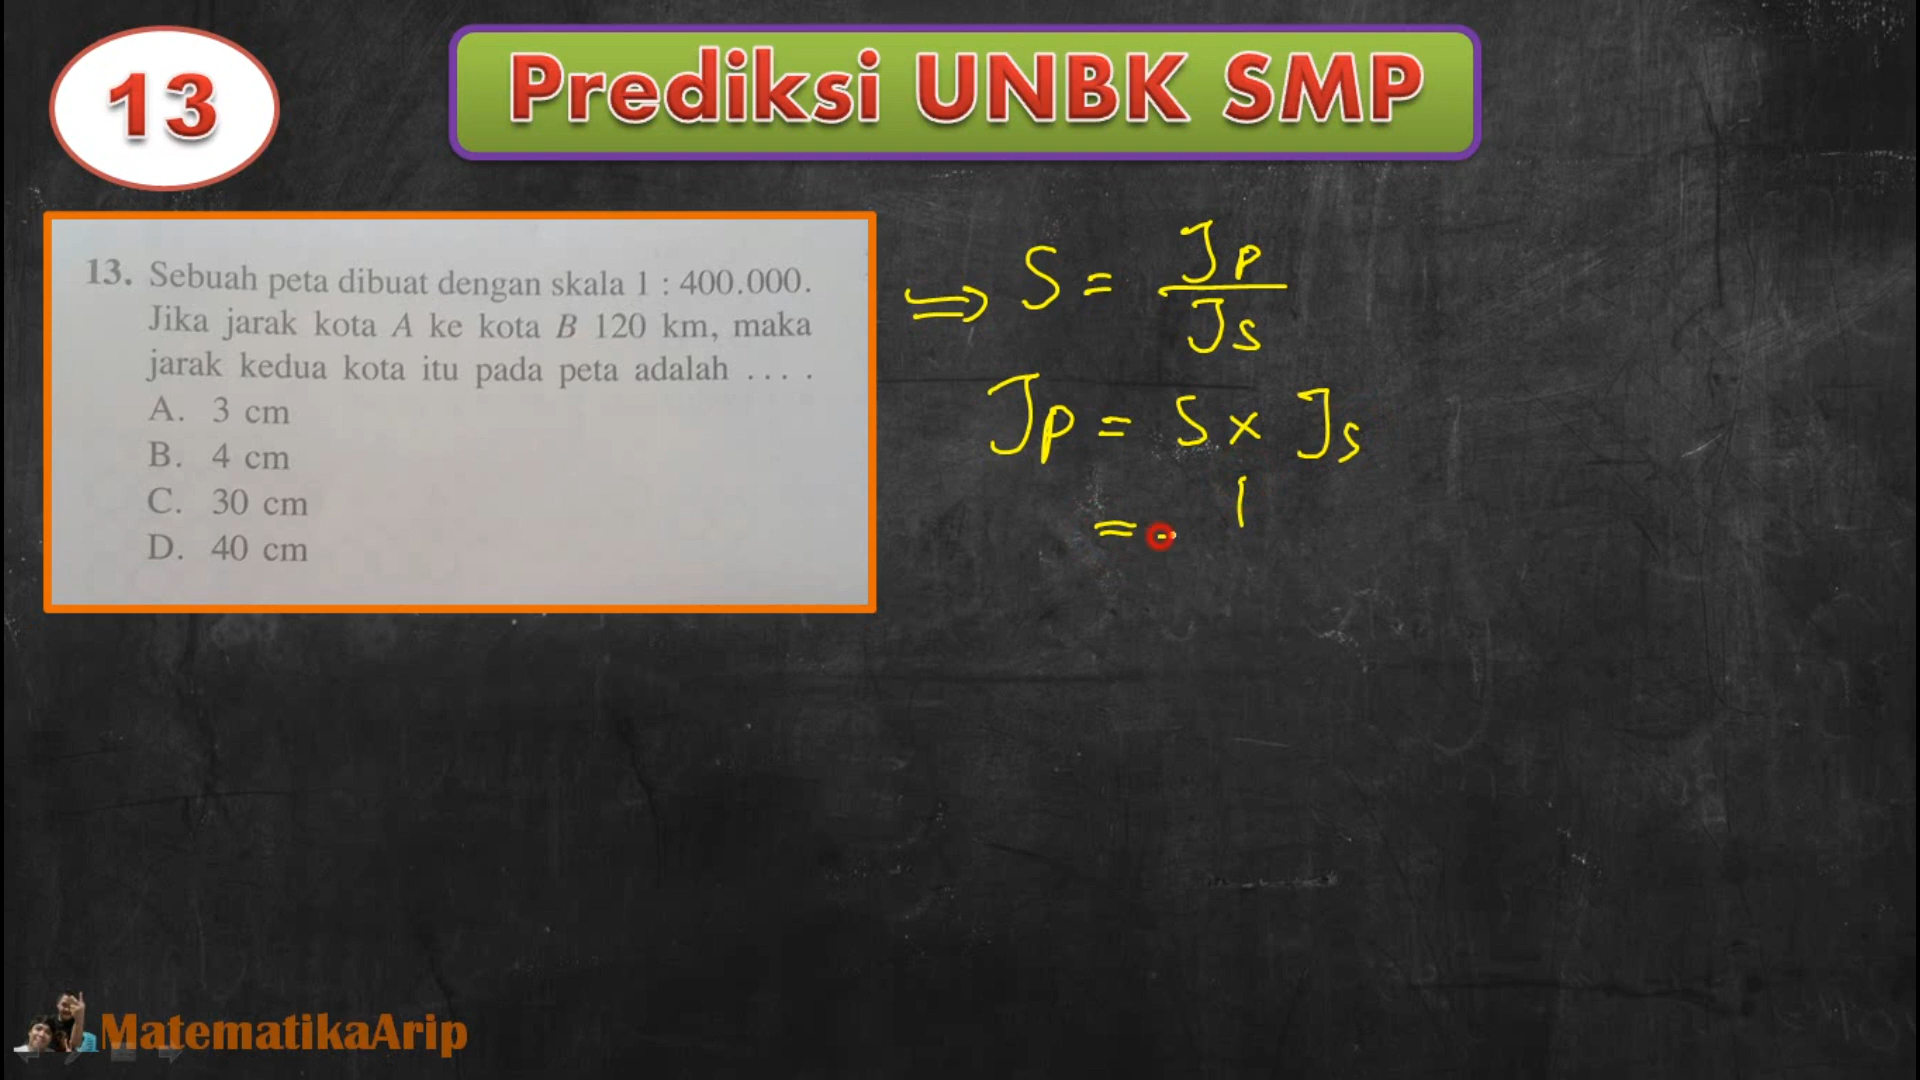 13
Prediksi UNBK SMP
13. Sebuah peta dibuat dengan skala 1 : 400.000.
Jika jarak kota A ke kota B 120 km, maka
jarak kedua kota itu pada peta adalah . . . .
A. 3 cm
B. 4 cm
C. 30 cm
D. 40 cm
⇒ S = Jp / Js
Jp = S × Js
= 1
MatematikaArip